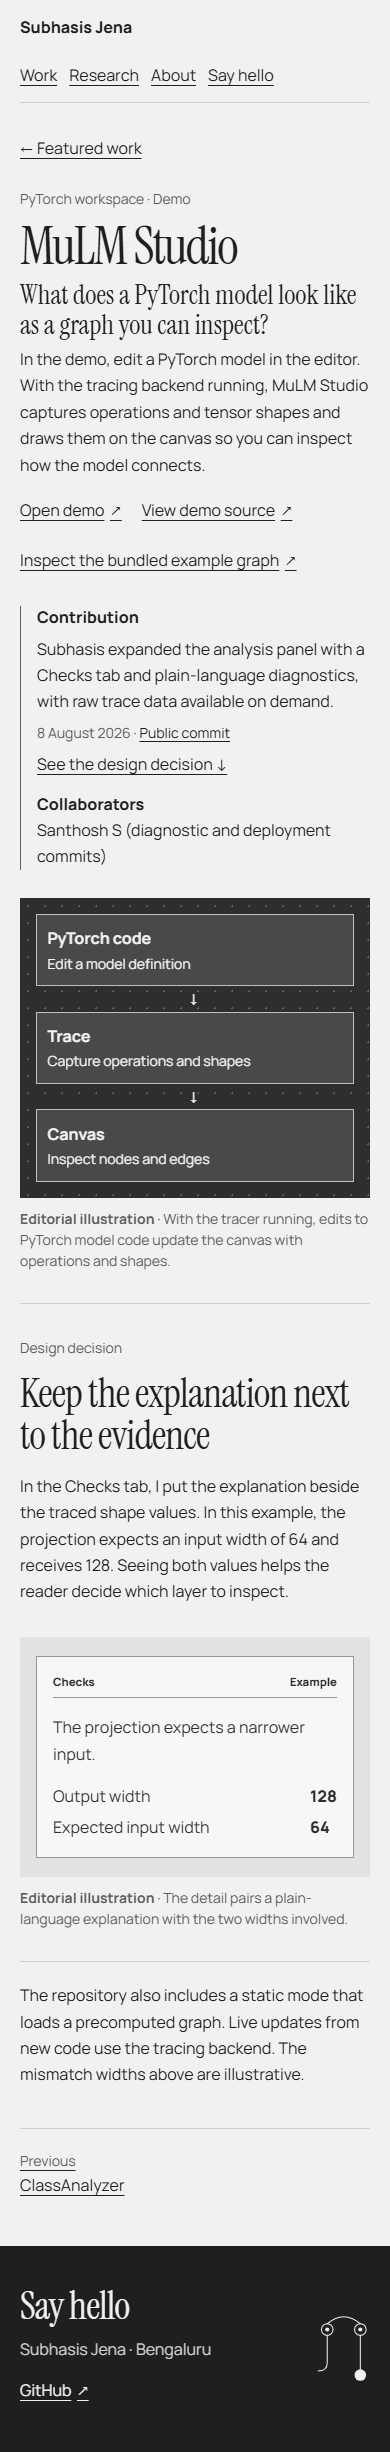 Subhasis Jena
Work Research About Say hello
← Featured work
PyTorch workspace · Demo
MuLM Studio
What does a PyTorch model look like
as a graph you can inspect?
In the demo, edit a PyTorch model in the editor.
With the tracing backend running, MuLM Studio
captures operations and tensor shapes and
draws them on the canvas so you can inspect
how the model connects.
Open demo ↗ View demo source ↗
Inspect the bundled example graph ↗
Contribution
Subhasis expanded the analysis panel with a
Checks tab and plain-language diagnostics,
with raw trace data available on demand.
8 August 2026 · Public commit
See the design decision ↓
Collaborators
Santhosh S (diagnostic and deployment
commits)
PyTorch code
Edit a model definition
↓
Trace
Capture operations and shapes
↓
Canvas
Inspect nodes and edges
Editorial illustration · With the tracer running, edits to
PyTorch model code update the canvas with
operations and shapes.
Design decision
Keep the explanation next
to the evidence
In the Checks tab, I put the explanation beside
the traced shape values. In this example, the
projection expects an input width of 64 and
receives 128. Seeing both values helps the
reader decide which layer to inspect.
Checks Example
The projection expects a narrower
input.
Output width 128
Expected input width 64
Editorial illustration · The detail pairs a plain-
language explanation with the two widths involved.
The repository also includes a static mode that
loads a precomputed graph. Live updates from
new code use the tracing backend. The
mismatch widths above are illustrative.
Previous
ClassAnalyzer
Say hello
Subhasis Jena · Bengaluru
GitHub ↗